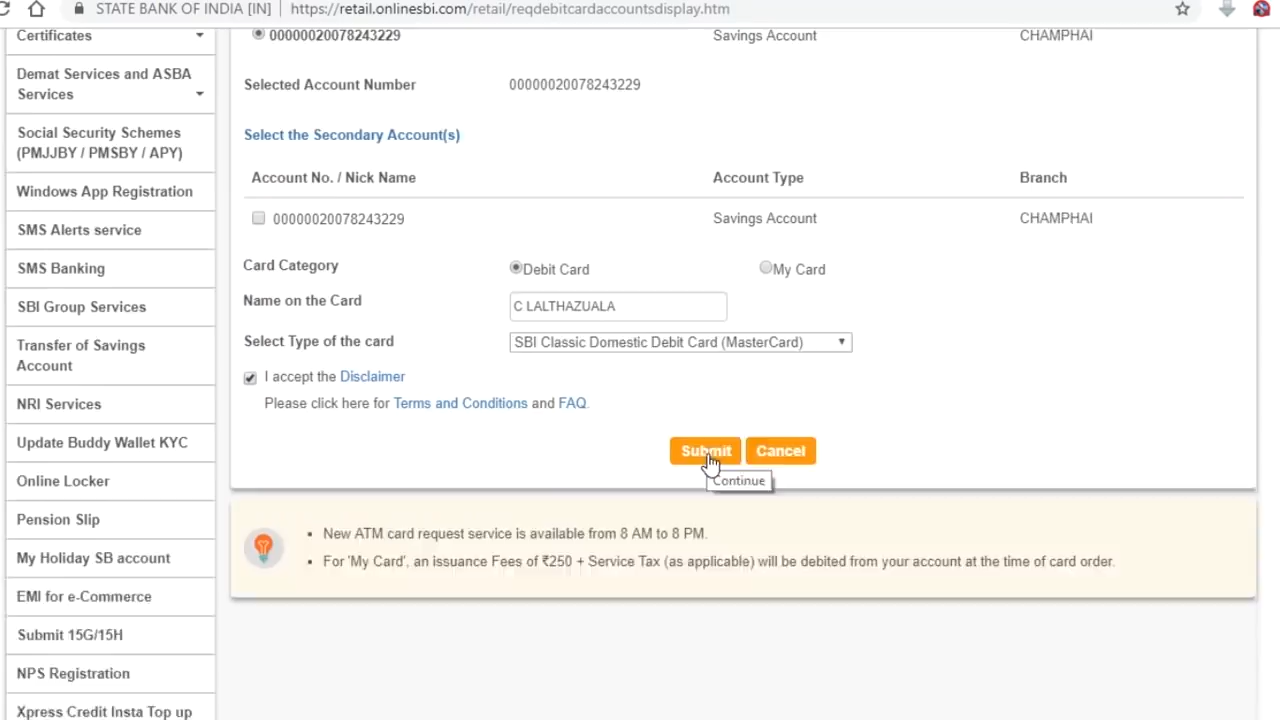 STATE BANK OF INDIA [IN] https://retail.onlinesbi.com/retail/reqdebitcardaccountsdisplay.htm
Certificates
Demat Services and ASBA
Services
Social Security Schemes
(PMJJBY / PMSBY / APY)
Windows App Registration
SMS Alerts service
SMS Banking
SBI Group Services
Transfer of Savings
Account
NRI Services
Update Buddy Wallet KYC
Online Locker
Pension Slip
My Holiday SB account
EMI for e-Commerce
Submit 15G/15H
NPS Registration
Xpress Credit Insta Top up
00000020078243229 Savings Account CHAMPHAI
Selected Account Number 00000020078243229
Select the Secondary Account(s)
Account No. / Nick Name Account Type Branch
00000020078243229 Savings Account CHAMPHAI
Card Category Debit Card My Card
Name on the Card C LALTHAZUALA
Select Type of the card SBI Classic Domestic Debit Card (MasterCard)
I accept the Disclaimer
Please click here for Terms and Conditions and FAQ.
Submit Cancel
Continue
New ATM card request service is available from 8 AM to 8 PM.
For 'My Card', an issuance Fees of ₹250 + Service Tax (as applicable) will be debited from your account at the time of card order.